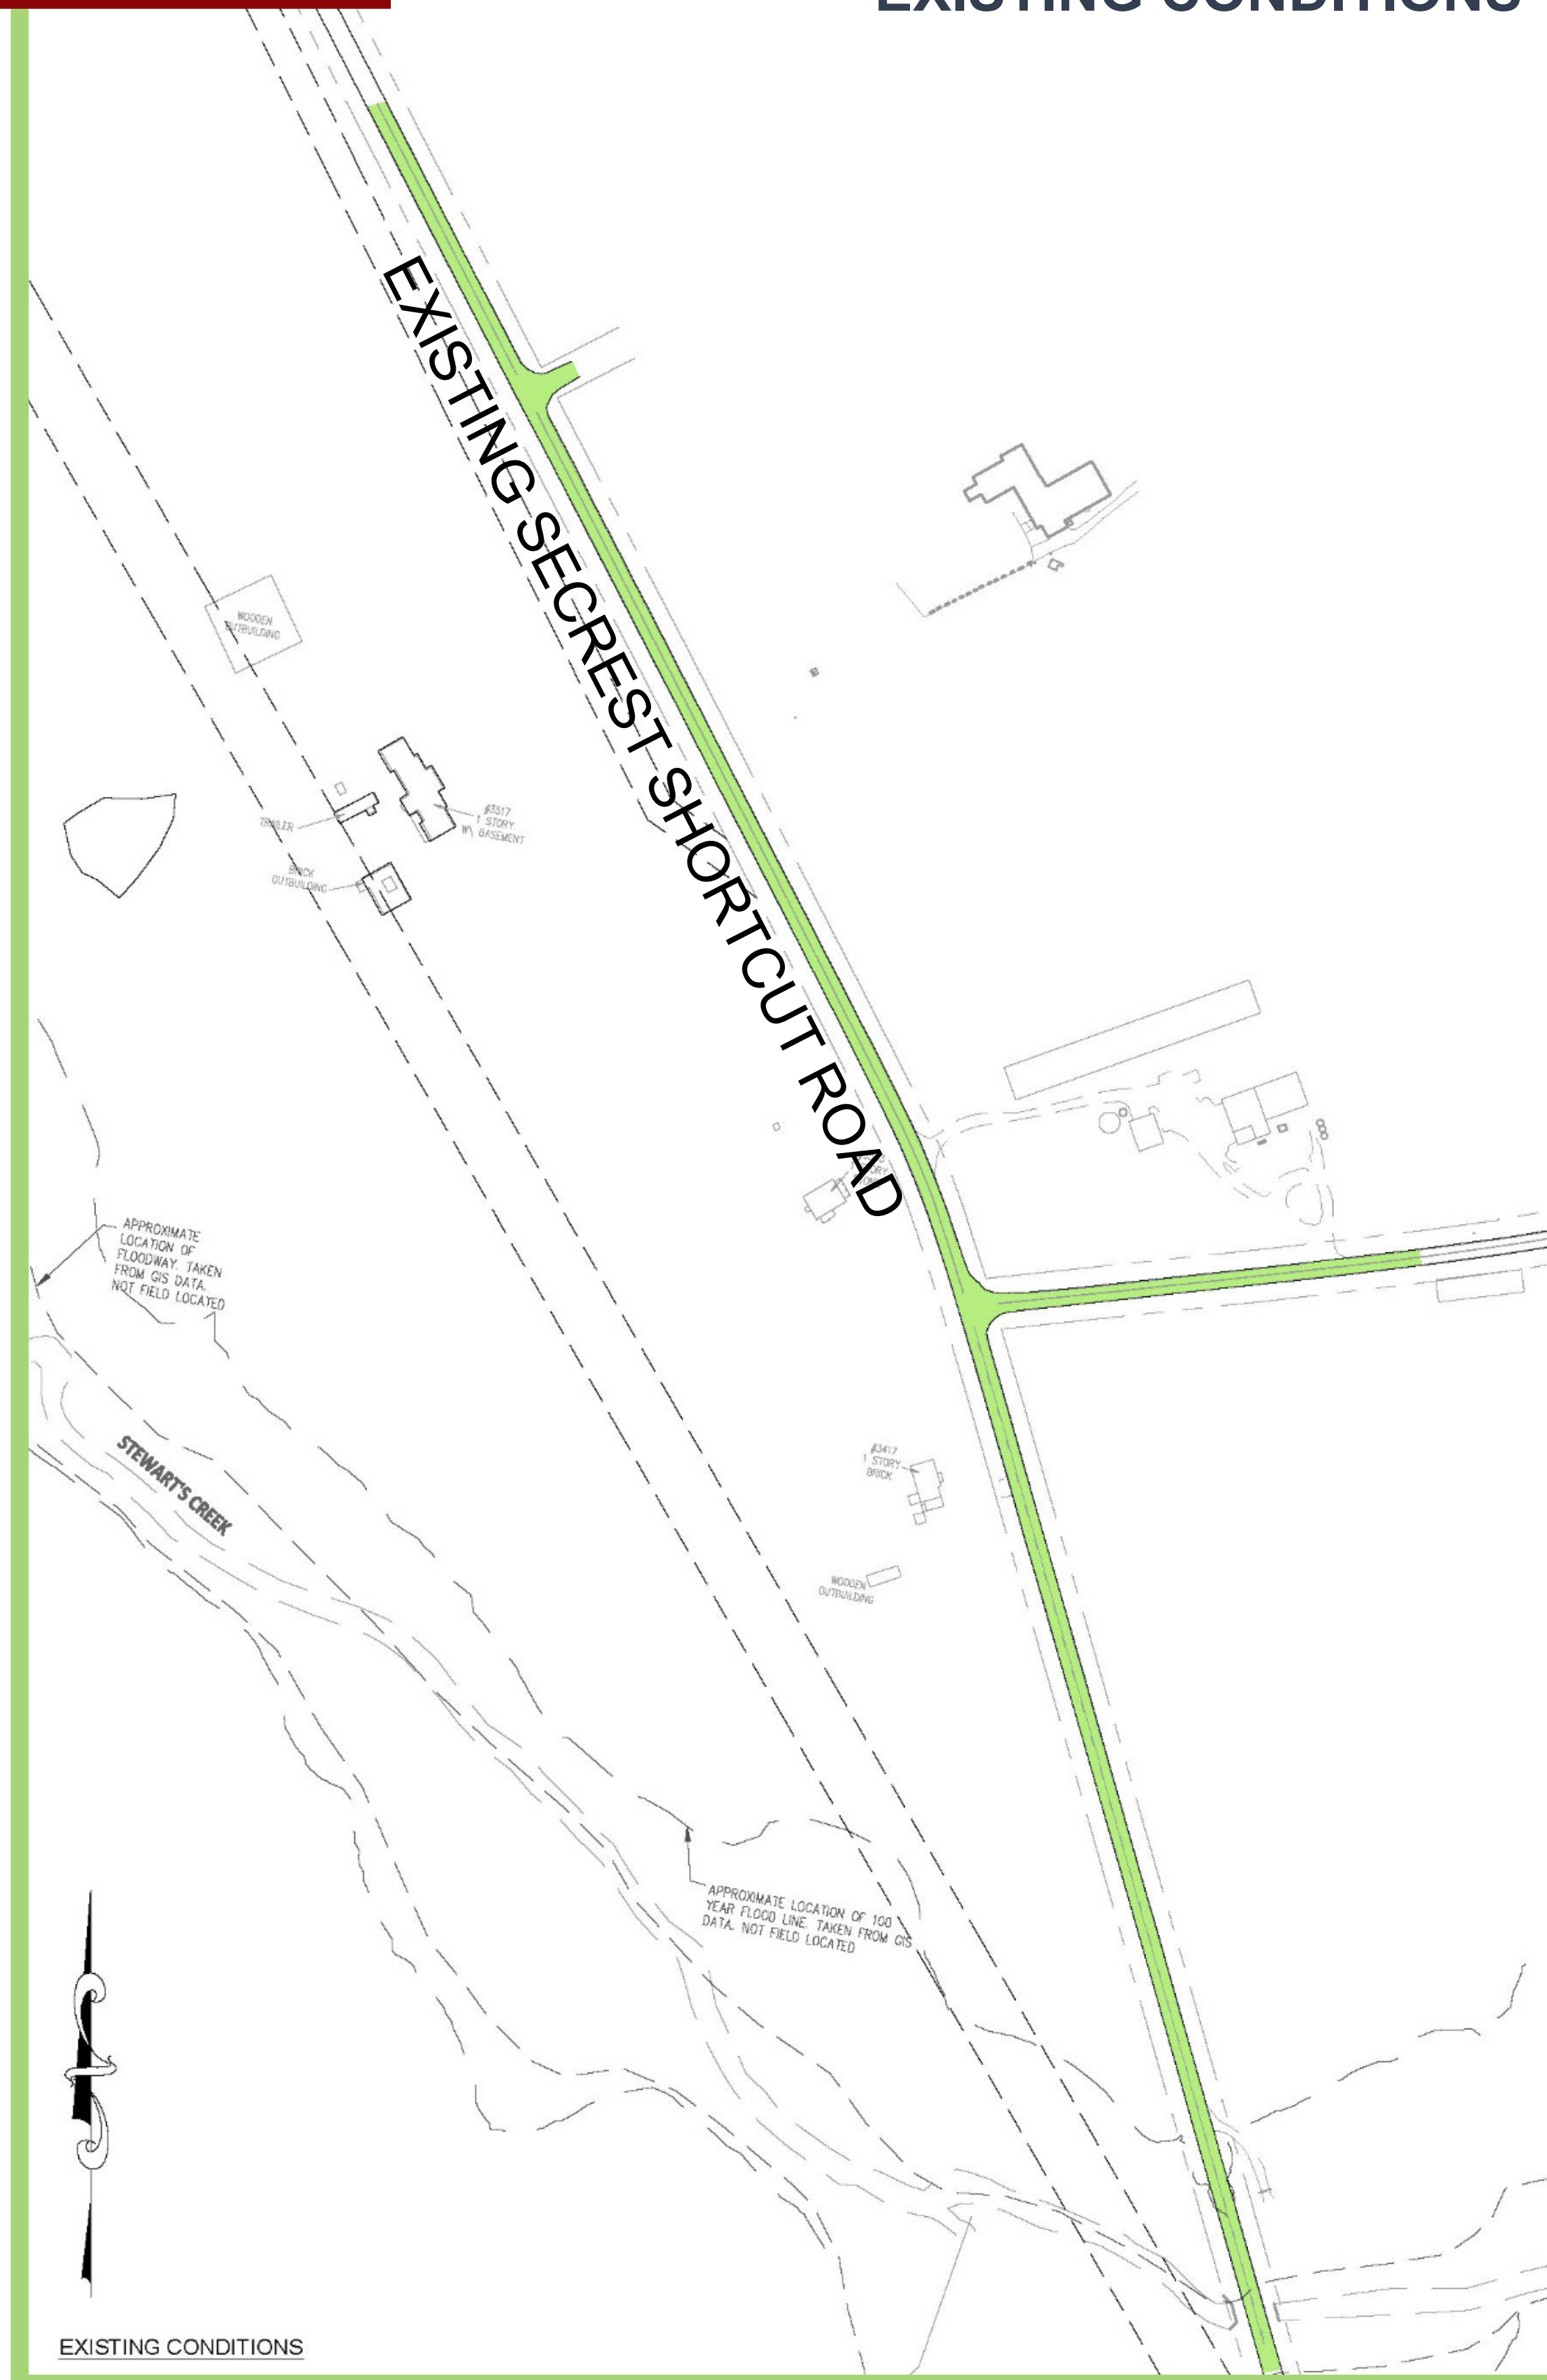 EXISTING CONDITIONS
EXISTING SECREST SHORTCUT ROAD
WOODEN
OUTBUILDING
#3517
1 STORY
W\ BASEMENT
TRAILER
BRICK
OUTBUILDING
STORY
APPROXIMATE
LOCATION OF
FLOODWAY. TAKEN
FROM GIS DATA.
NOT FIELD LOCATED
STEWART'S CREEK
#3417
1 STORY
BRICK
WOODEN
OUTBUILDING
APPROXIMATE LOCATION OF 100
YEAR FLOOD LINE. TAKEN FROM GIS
DATA. NOT FIELD LOCATED
EXISTING CONDITIONS